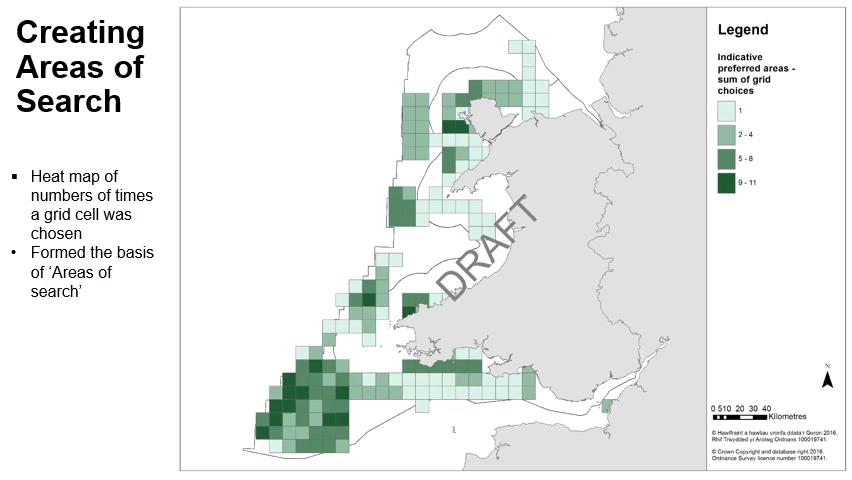 Creating
Areas of
Search
▪ Heat map of
numbers of times
a grid cell was
chosen
• Formed the basis
of ‘Areas of
search’
DRAFT
Legend
Indicative
preferred areas -
sum of grid
choices
1
2 - 4
5 - 8
9 - 11
N
0 5 10 20 30 40
Kilometres
© Hawlfraint a hawliau cronfa ddata'r Goron 2016.
Rhif Trwydded yr Arolwg Ordnans 100019741.
© Crown Copyright and database right 2016.
Ordnance Survey licence number 100019741.